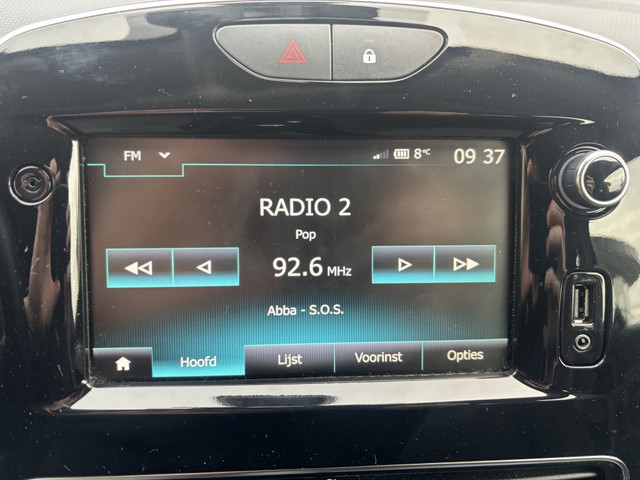 FM 8°C 09 37
RADIO 2
Pop
92.6 MHz
Abba - S.O.S.
Hoofd Lijst Voorinst Opties